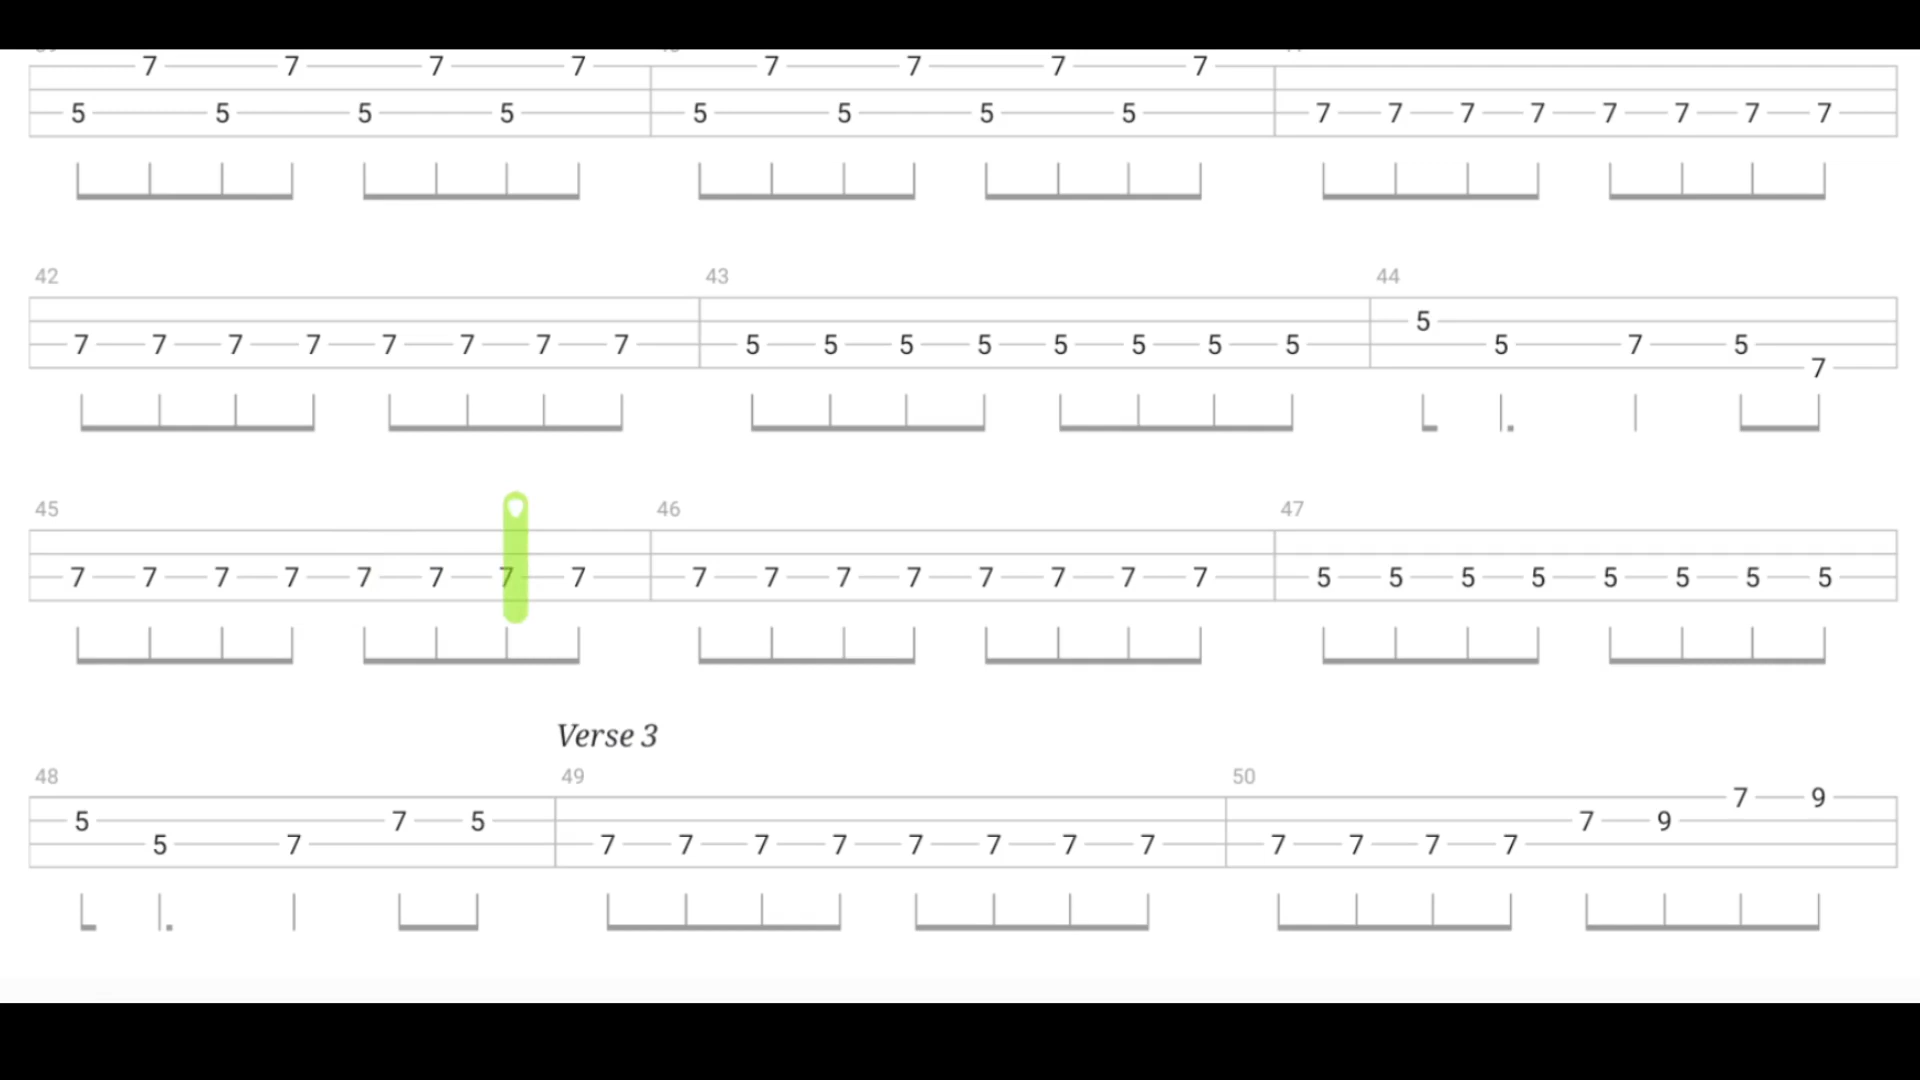 7 7 7 7 7 7 7 7
5 5 5 5 5 5 5 5 7 7 7 7 7 7 7 7
42 43 44
5
7 7 7 7 7 7 7 7 5 5 5 5 5 5 5 5 5 7 5
7
45 46 47
7 7 7 7 7 7 7 7 7 7 7 7 7 7 7 7 5 5 5 5 5 5 5 5
Verse 3
48 49 50
7 9
5 7 5 7 9
5 7 7 7 7 7 7 7 7 7 7 7 7 7